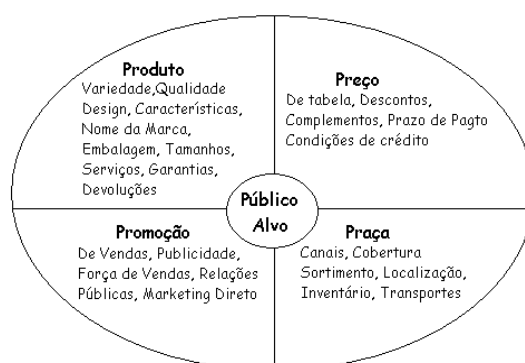 Produto
Variedade,Qualidade
Design, Características,
Nome da Marca,
Embalagem, Tamanhos,
Serviços, Garantias,
Devoluções
Preço
De tabela, Descontos,
Complementos, Prazo de Pagto
Condições de crédito
Público
Alvo
Promoção
De Vendas, Publicidade,
Força de Vendas, Relações
Públicas, Marketing Direto
Praça
Canais, Cobertura
Sortimento, Localização,
Inventário, Transportes